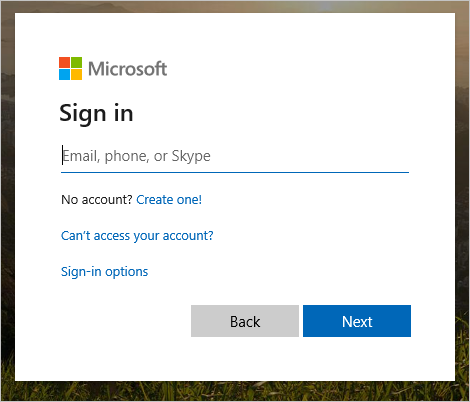 Microsoft
Sign in
Email, phone, or Skype
No account? Create one!
Can't access your account?
Sign-in options
Back Next